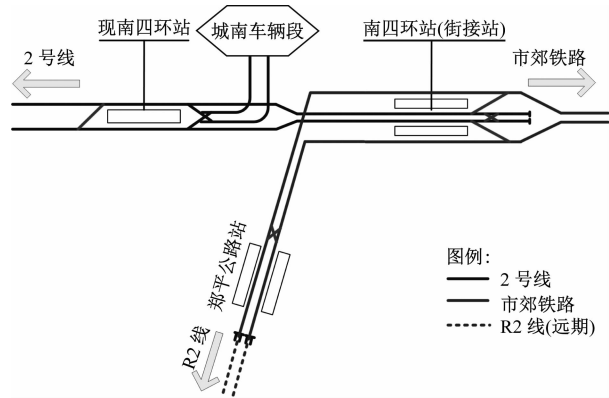 现南四环站
城南车辆段
南四环站(衔接站)
2 号线
市郊铁路
郑平公路站
R2 线
图例：
2 号线
市郊铁路
R2 线(远期)